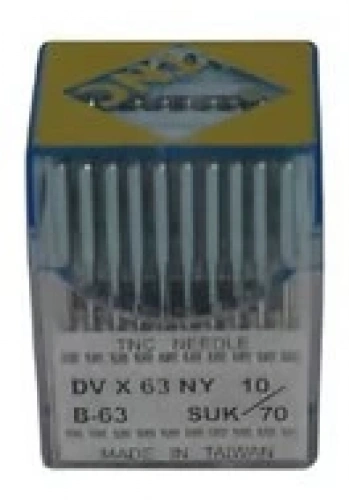 TNC NEEDLE
DV X 63 NY 10/70
B-63 SUK
MADE IN TAIWAN